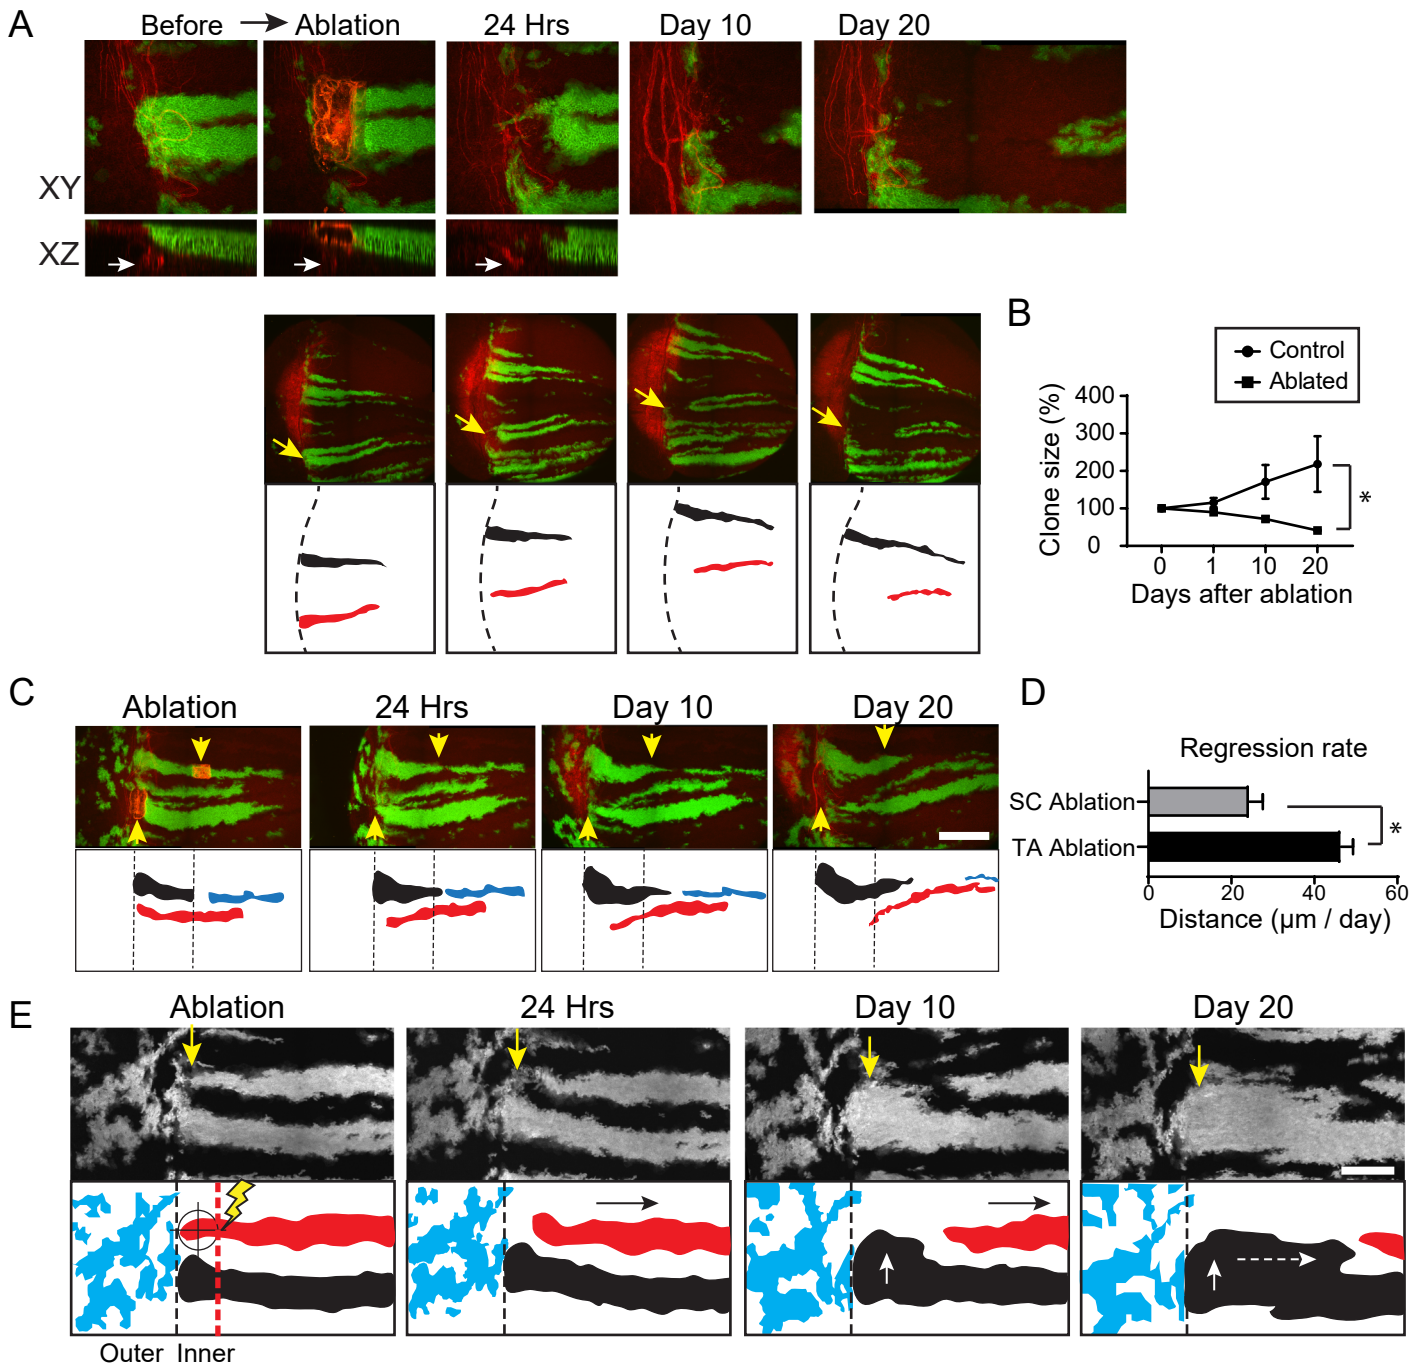 A
Before
Ablation
24 Hrs
Day 10
Day 20
XY
XZ
B
Control
Ablated
Clone size (%)
400
300
200
100
0
*
0 1 10 20
Days after ablation
C
Ablation
24 Hrs
Day 10
Day 20
D
Regression rate
SC Ablation
TA Ablation
*
0 20 40 60
Distance (µm / day)
E
Ablation
24 Hrs
Day 10
Day 20
Outer Inner